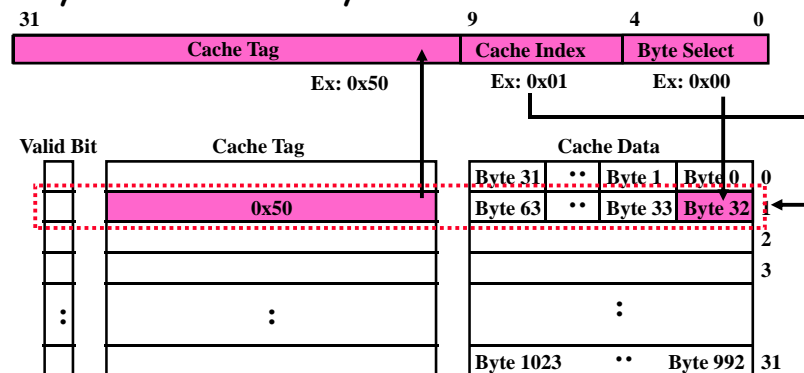 31 9 4 0
Cache Tag Cache Index Byte Select
Ex: 0x50 Ex: 0x01 Ex: 0x00
Valid Bit Cache Tag Cache Data
Byte 31 ·· Byte 1 Byte 0 0
0x50 Byte 63 ·· Byte 33 Byte 32 1
2
3
: : :
Byte 1023 ·· Byte 992 31